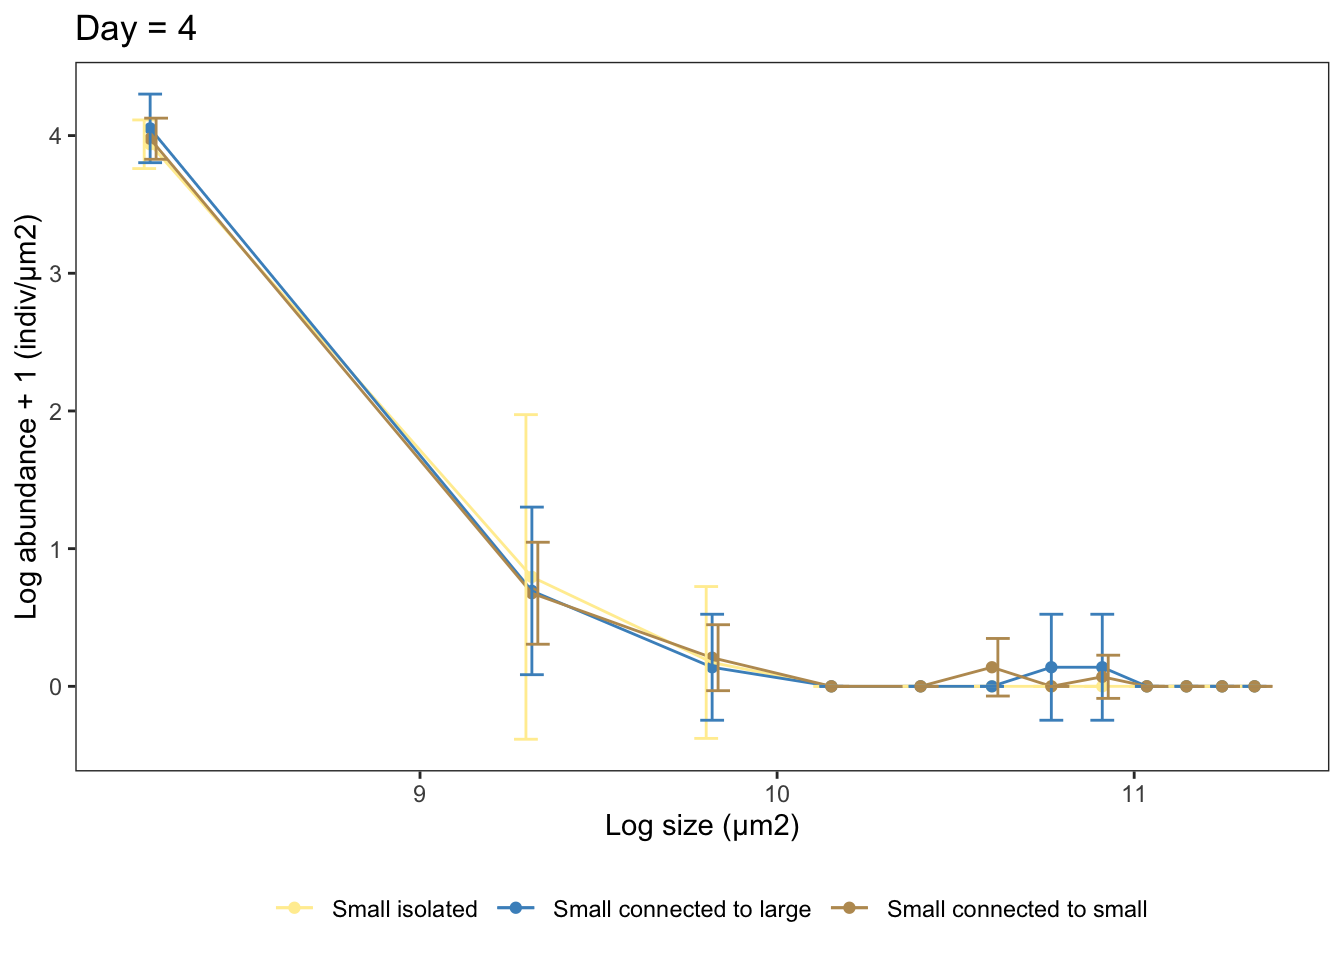 Day = 4
Log abundance + 1 (indiv/µm2)
4
3
2
1
0
9 10 11
Log size (µm2)
Small isolated Small connected to large Small connected to small